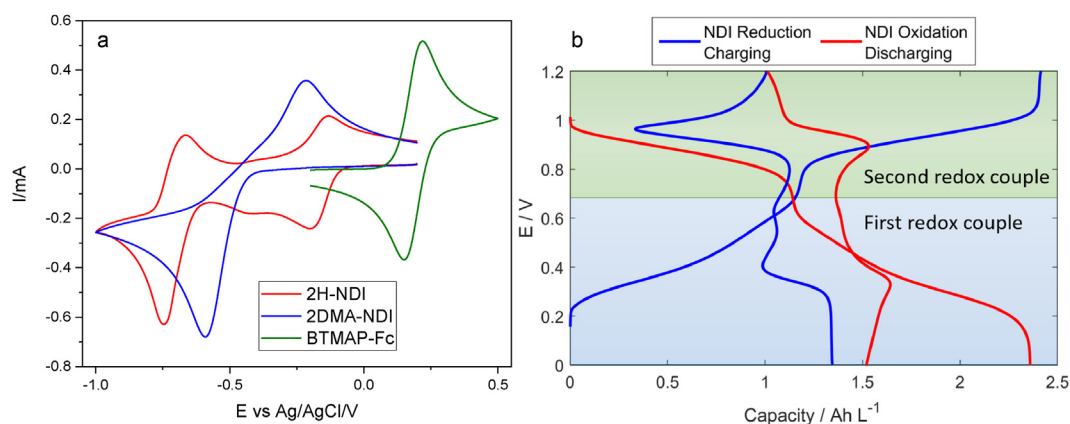 a
I/mA
0.6
0.4
0.2
0.0
-0.2
-0.4
-0.6
-0.8
2H-NDI
2DMA-NDI
BTMAP-Fc
-1.0 -0.5 0.0 0.5
E vs Ag/AgCl/V
b
NDI Reduction
Charging
NDI Oxidation
Discharging
E / V
1.2
1
0.8
0.6
0.4
0.2
0
Second redox couple
First redox couple
0 0.5 1 1.5 2 2.5
Capacity / Ah L⁻¹